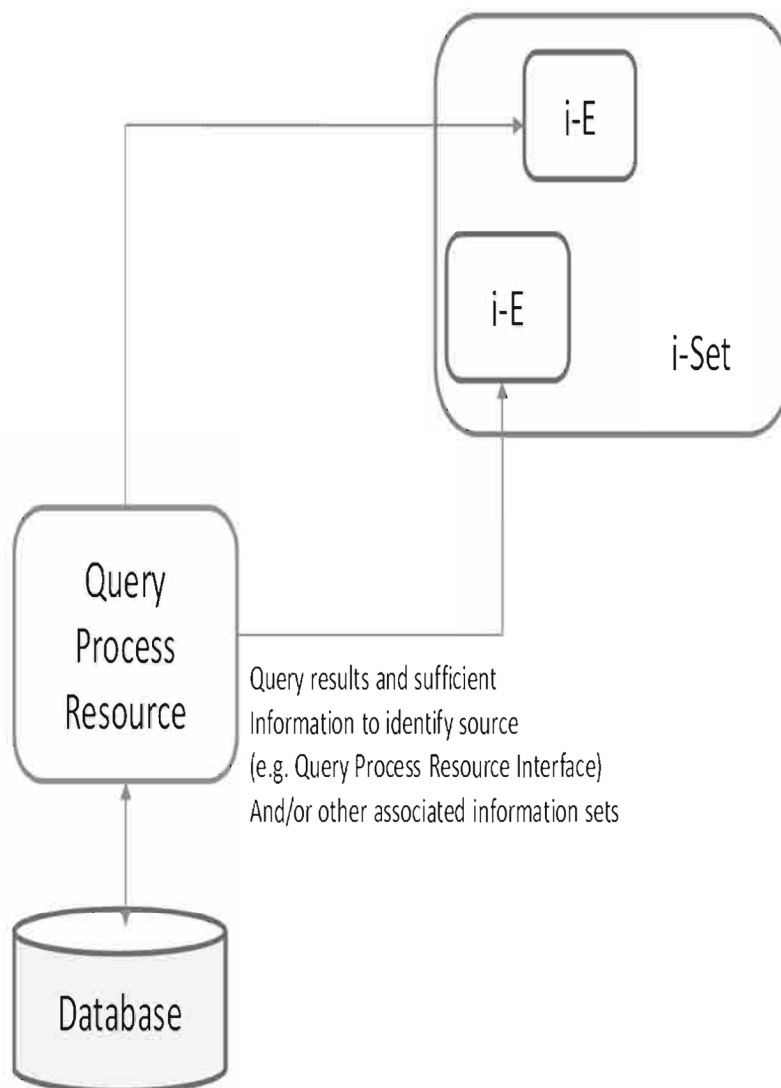 i-E
i-E
i-Set
Query
Process
Resource
Query results and sufficient
Information to identify source
(e.g. Query Process Resource Interface)
And/or other associated information sets
Database